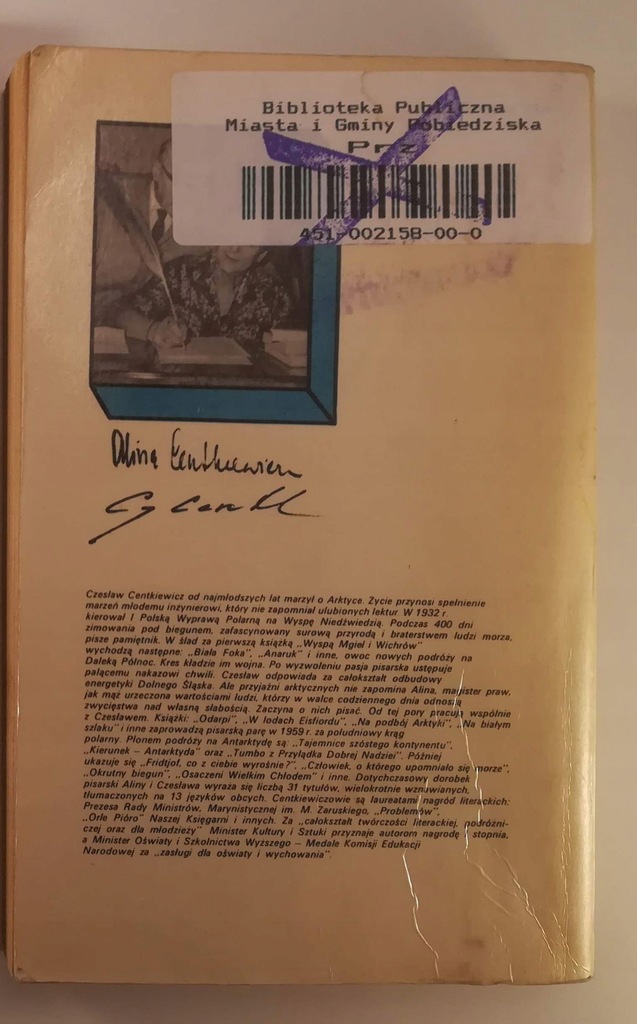 Biblioteka Publiczna
Miasta i Gminy Pobiedziska
Prz
451-002158-00-0
Alina Centkiewicz
Cz Centk
Czesław Centkiewicz od najmłodszych lat marzył o Arktyce. Życie przynosi spełnienie
marzeń młodemu inżynierowi, który nie zapomniał ulubionych lektur. W 1932 r.
kierował I Polską Wyprawą Polarną na Wyspę Niedźwiedzią. Podczas 400 dni
zimowania pod biegunem, zafascynowany surową przyrodą i braterstwem ludzi morza,
pisze pamiętnik. W ślad za pierwszą książką „Wyspą Mgieł i Wichrów”
wychodzą następne: „Biała Foka”, „Anaruk” i inne, owoc nowych podróży na
Daleką Północ. Kres kładzie im wojna. Po wyzwoleniu pasja pisarska ustępuje
palącemu nakazowi chwili. Czesław odpowiada za całokształt odbudowy
energetyki Dolnego Śląska. Ale przyjaźni arktycznych nie zapomina Alina, magister praw,
jak mąż urzeczona wartościami ludzi, którzy w walce codziennego dnia odnoszą
zwycięstwa nad własną słabością. Zaczyna o nich pisać. Od tej pory pracują wspólnie
z Czesławem. Książki: „Odarpi”, „W lodach Eisfiordu”, „Na podbój Arktyki”, „Na białym
szlaku” i inne zaprowadzą pisarską parę w 1959 r. za południowy krąg
polarny. Plonem podróży na Antarktydę są: „Tajemnice szóstego kontynentu”,
„Kierunek – Antarktyda” oraz „Tumbo z Przylądka Dobrej Nadziei”. Później
ukazuje się „Fridtjof, co z ciebie wyrośnie?”, „Człowiek, o którego upomniało się morze”,
„Okrutny biegun”, „Osaczeni Wielkim Chłodem” i inne. Dotychczasowy dorobek
pisarski Aliny i Czesława wyraża się liczbą 31 tytułów, wielokrotnie wznawianych,
tłumaczonych na 13 języków obcych. Centkiewiczowie są laureatami nagród literackich:
Prezesa Rady Ministrów, Marynistycznej im. M. Zaruskiego, „Problemów”,
„Orle Pióro” Naszej Księgarni i innych. Za „całokształt twórczości literackiej, podróżni-
czej oraz dla młodzieży” Minister Kultury i Sztuki przyznaje autorom nagrodę I stopnia,
a Minister Oświaty i Szkolnictwa Wyższego – Medale Komisji Edukacji
Narodowej za „zasługi dla oświaty i wychowania”.